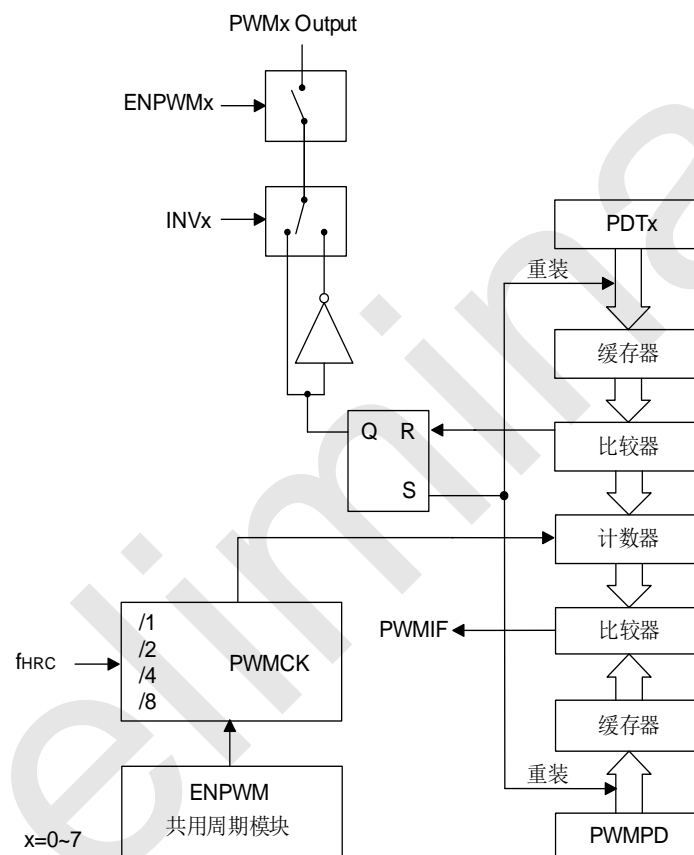 PWMx Output
ENPWMx
INVx
PDTx
重装
缓存器
Q R
S
比较器
计数器
fHRC
/1
/2
/4
/8
PWMCK
PWMIF
比较器
缓存器
重装
ENPWM
共用周期模块
x=0~7
PWMPD
elimina